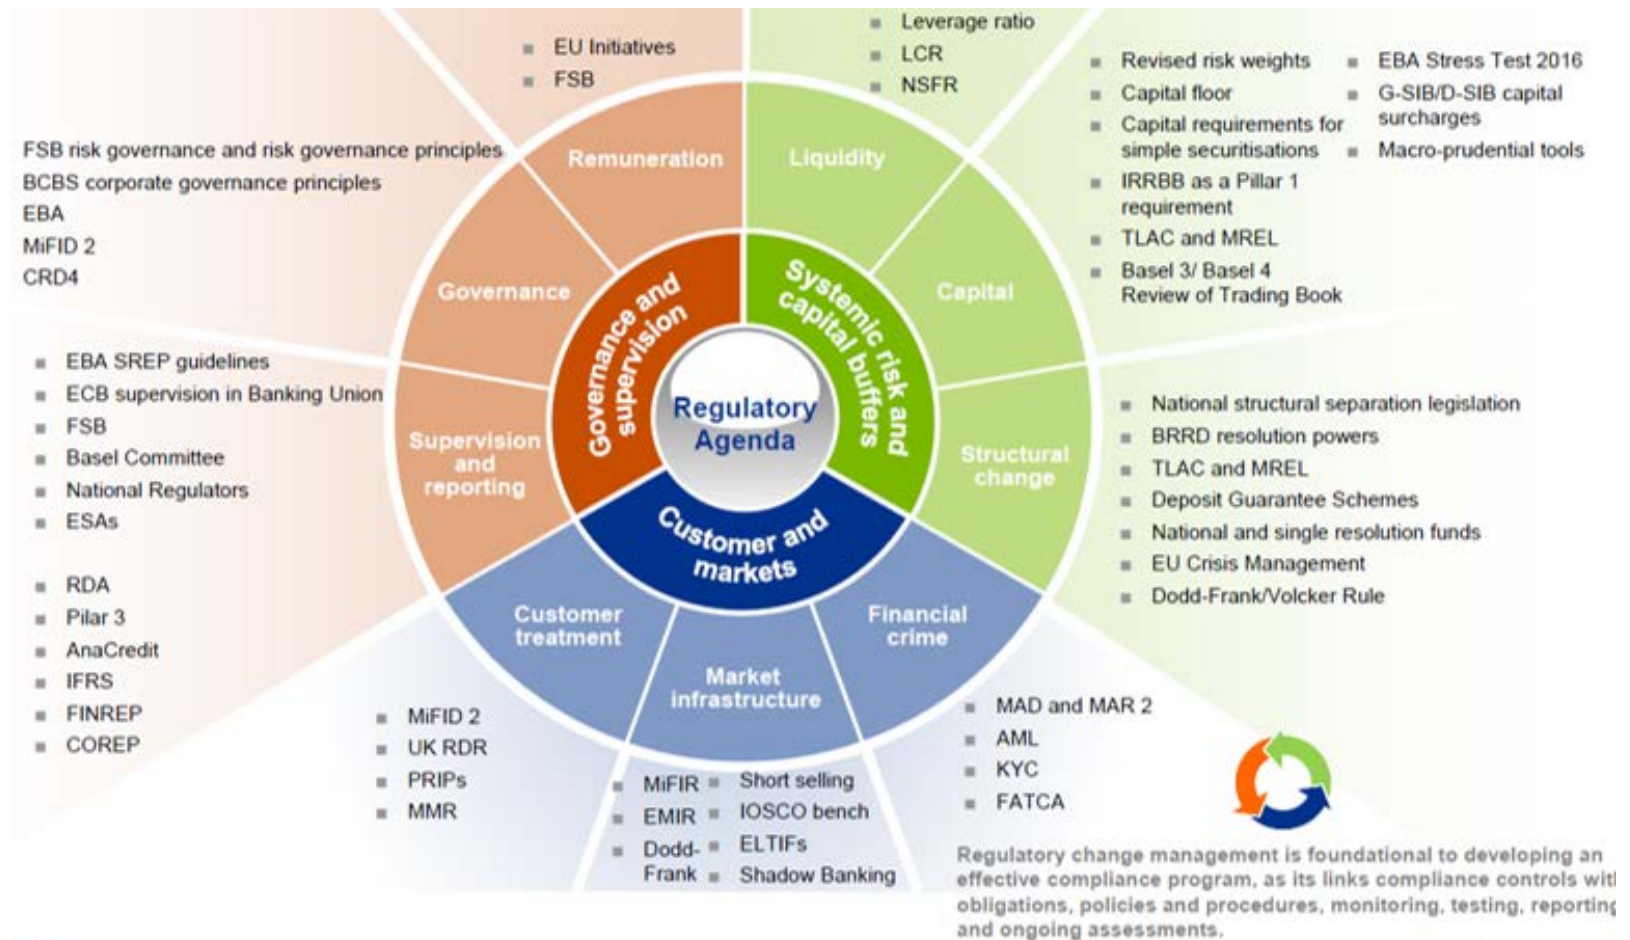 EU Initiatives
FSB
Leverage ratio
LCR
NSFR
Revised risk weights
Capital floor
Capital requirements for
simple securitisations
IRRBB as a Pillar 1
requirement
TLAC and MREL
Basel 3/ Basel 4
Review of Trading Book
EBA Stress Test 2016
G-SIB/D-SIB capital
surcharges
Macro-prudential tools
FSB risk governance and risk governance principles
BCBS corporate governance principles
EBA
MiFID 2
CRD4
Remuneration
Liquidity
Governance
Capital
Supervision
and
reporting
Structural
change
Governance and
supervision
Systemic risk and
capital buffers
Regulatory
Agenda
Customer and
markets
Customer
treatment
Market
infrastructure
Financial
crime
EBA SREP guidelines
ECB supervision in Banking Union
FSB
Basel Committee
National Regulators
ESAs
RDA
Pilar 3
AnaCredit
IFRS
FINREP
COREP
National structural separation legislation
BRRD resolution powers
TLAC and MREL
Deposit Guarantee Schemes
National and single resolution funds
EU Crisis Management
Dodd-Frank/Volcker Rule
MiFID 2
UK RDR
PRIPs
MMR
MiFIR
EMIR
Dodd-
Frank
Short selling
IOSCO bench
ELTIFs
Shadow Banking
MAD and MAR 2
AML
KYC
FATCA
Regulatory change management is foundational to developing an
effective compliance program, as its links compliance controls wit
obligations, policies and procedures, monitoring, testing, reporting
and ongoing assessments.